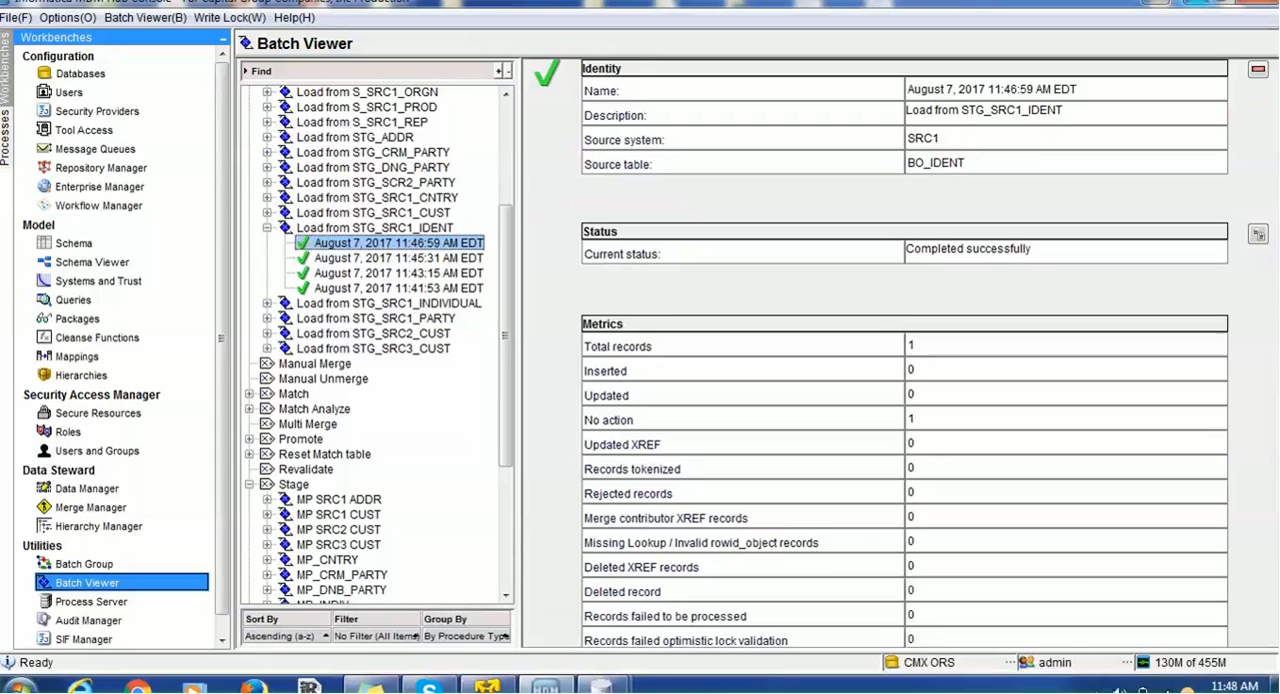 Informatica MDM Hub Console - For Capital Group Companies, Inc Production
File(F) Options(O) Batch Viewer(B) Write Lock(W) Help(H)
Processes Workbenches
Workbenches
Configuration
Databases
Users
Security Providers
Tool Access
Message Queues
Repository Manager
Enterprise Manager
Workflow Manager
Model
Schema
Schema Viewer
Systems and Trust
Queries
Packages
Cleanse Functions
Mappings
Hierarchies
Security Access Manager
Secure Resources
Roles
Users and Groups
Data Steward
Data Manager
Merge Manager
Hierarchy Manager
Utilities
Batch Group
Batch Viewer
Process Server
Audit Manager
SIF Manager
Batch Viewer
Find
Load from S_SRC1_ORGN
Load from S_SRC1_PROD
Load from S_SRC1_REP
Load from STG_ADDR
Load from STG_CRM_PARTY
Load from STG_DNG_PARTY
Load from STG_SCR2_PARTY
Load from STG_SRC1_CNTRY
Load from STG_SRC1_CUST
Load from STG_SRC1_IDENT
August 7, 2017 11:46:59 AM EDT
August 7, 2017 11:45:31 AM EDT
August 7, 2017 11:43:15 AM EDT
August 7, 2017 11:41:53 AM EDT
Load from STG_SRC1_INDIVIDUAL
Load from STG_SRC1_PARTY
Load from STG_SRC2_CUST
Load from STG_SRC3_CUST
Manual Merge
Manual Unmerge
Match
Match Analyze
Multi Merge
Promote
Reset Match table
Revalidate
Stage
MP SRC1 ADDR
MP SRC1 CUST
MP SRC2 CUST
MP SRC3 CUST
MP_CNTRY
MP_CRM_PARTY
MP_DNB_PARTY
MP_INDIV
Sort By Filter Group By
Ascending (a-z) No Filter (All Items) By Procedure Type
Identity
Name: August 7, 2017 11:46:59 AM EDT
Description: Load from STG_SRC1_IDENT
Source system: SRC1
Source table: BO_IDENT
Status
Current status: Completed successfully
Metrics
Total records 1
Inserted 0
Updated 0
No action 1
Updated XREF 0
Records tokenized 0
Rejected records 0
Merge contributor XREF records 0
Missing Lookup / Invalid rowid_object records 0
Deleted XREF records 0
Deleted record 0
Records failed to be processed 0
Records failed optimistic lock validation 0
Ready CMX ORS admin 130M of 455M
11:48 AM